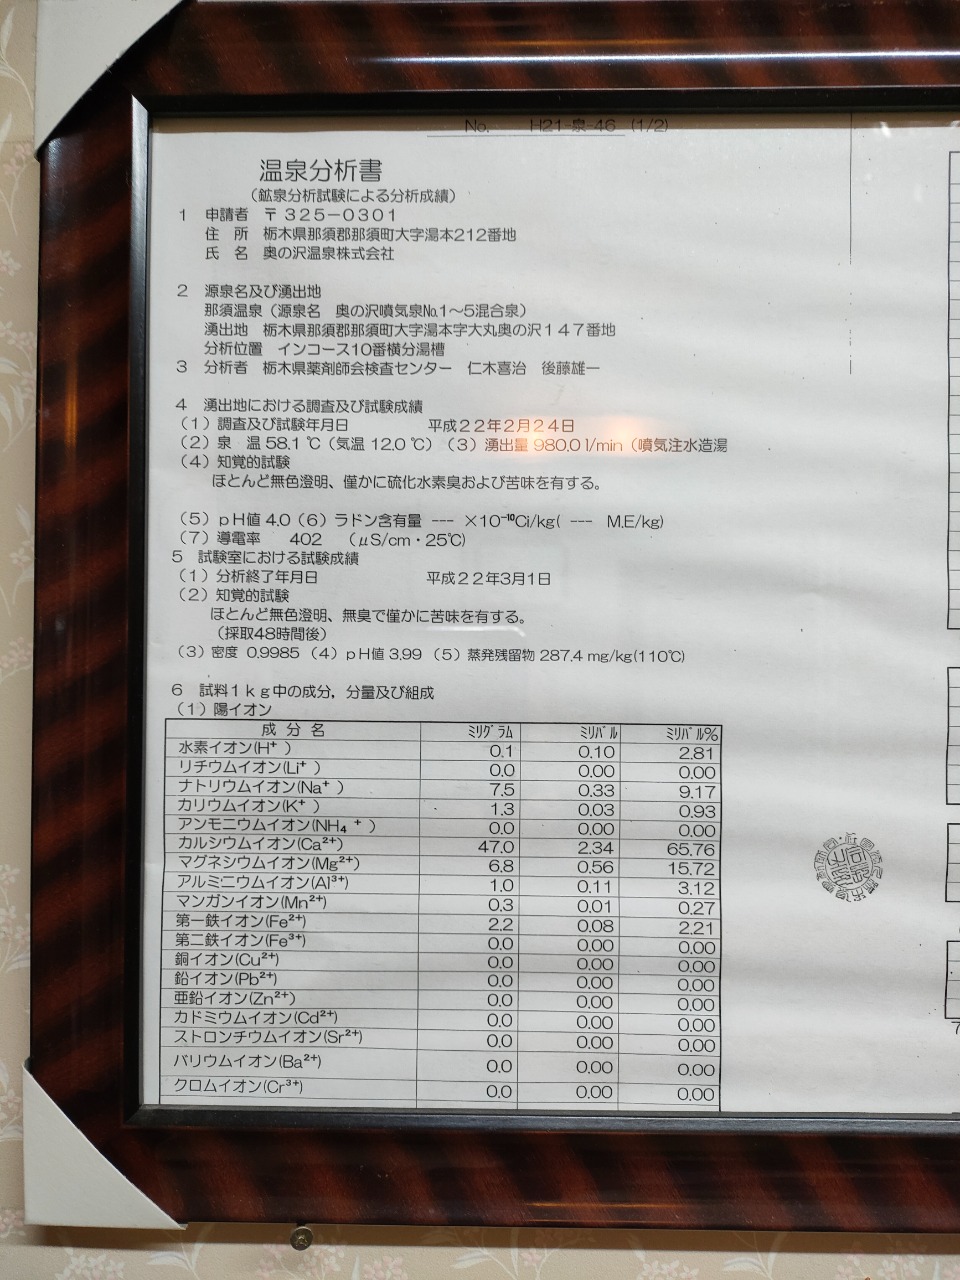 No. H21-泉-46 (1/2)
温泉分析書
(鉱泉分析試験による分析成績)
1 申請者 〒325-0301
住 所 栃木県那須郡那須町大字湯本212番地
氏 名 奥の沢温泉株式会社
2 源泉名及び湧出地
那須温泉(源泉名 奥の沢噴気泉No.1～5混合泉)
湧出地 栃木県那須郡那須町大字湯本字大丸奥の沢147番地
分析位置 インコース10番横分湯槽
3 分析者 栃木県薬剤師会検査センター 仁木喜治 後藤雄一
4 湧出地における調査及び試験成績
(1)調査及び試験年月日 平成22年2月24日
(2)泉 温 58.1℃(気温 12.0℃) (3)湧出量 980.0 l/min (噴気注水造湯
(4)知覚的試験
ほとんど無色澄明、僅かに硫化水素臭および苦味を有する。
(5)pH値 4.0 (6)ラドン含有量 --- ×10⁻¹⁰Ci/kg( --- M.E/kg)
(7)導電率 402 (μS/cm・25℃)
5 試験室における試験成績
(1)分析終了年月日 平成22年3月1日
(2)知覚的試験
ほとんど無色澄明、無臭で僅かに苦味を有する。
(採取48時間後)
(3)密度 0.9985 (4)pH値 3.99 (5)蒸発残留物 287.4 mg/kg(110℃)
6 試料1kg中の成分,分量及び組成
(1)陽イオン
成 分 名 ミリグラム ミリバル ミリバル%
水素イオン(H⁺) 0.1 0.10 2.81
リチウムイオン(Li⁺) 0.0 0.00 0.00
ナトリウムイオン(Na⁺) 7.5 0.33 9.17
カリウムイオン(K⁺) 1.3 0.03 0.93
アンモニウムイオン(NH₄⁺) 0.0 0.00 0.00
カルシウムイオン(Ca²⁺) 47.0 2.34 65.76
マグネシウムイオン(Mg²⁺) 6.8 0.56 15.72
アルミニウムイオン(Al³⁺) 1.0 0.11 3.12
マンガンイオン(Mn²⁺) 0.3 0.01 0.27
第一鉄イオン(Fe²⁺) 2.2 0.08 2.21
第二鉄イオン(Fe³⁺) 0.0 0.00 0.00
銅イオン(Cu²⁺) 0.0 0.00 0.00
鉛イオン(Pb²⁺) 0.0 0.00 0.00
亜鉛イオン(Zn²⁺) 0.0 0.00 0.00
カドミウムイオン(Cd²⁺) 0.0 0.00 0.00
ストロンチウムイオン(Sr²⁺) 0.0 0.00 0.00
バリウムイオン(Ba²⁺) 0.0 0.00 0.00
クロムイオン(Cr³⁺) 0.0 0.00 0.00
7